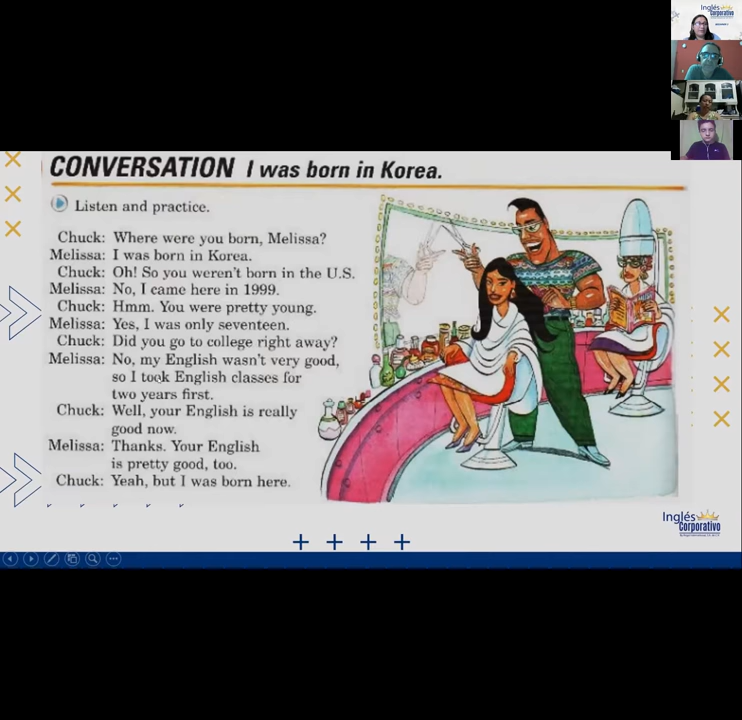 Inglés
Corporativo
CONVERSATION I was born in Korea.
Listen and practice.
Chuck: Where were you born, Melissa?
Melissa: I was born in Korea.
Chuck: Oh! So you weren't born in the U.S.
Melissa: No, I came here in 1999.
Chuck: Hmm. You were pretty young.
Melissa: Yes, I was only seventeen.
Chuck: Did you go to college right away?
Melissa: No, my English wasn't very good,
so I took English classes for
two years first.
Chuck: Well, your English is really
good now.
Melissa: Thanks. Your English
is pretty good, too.
Chuck: Yeah, but I was born here.
Inglés
Corporativo